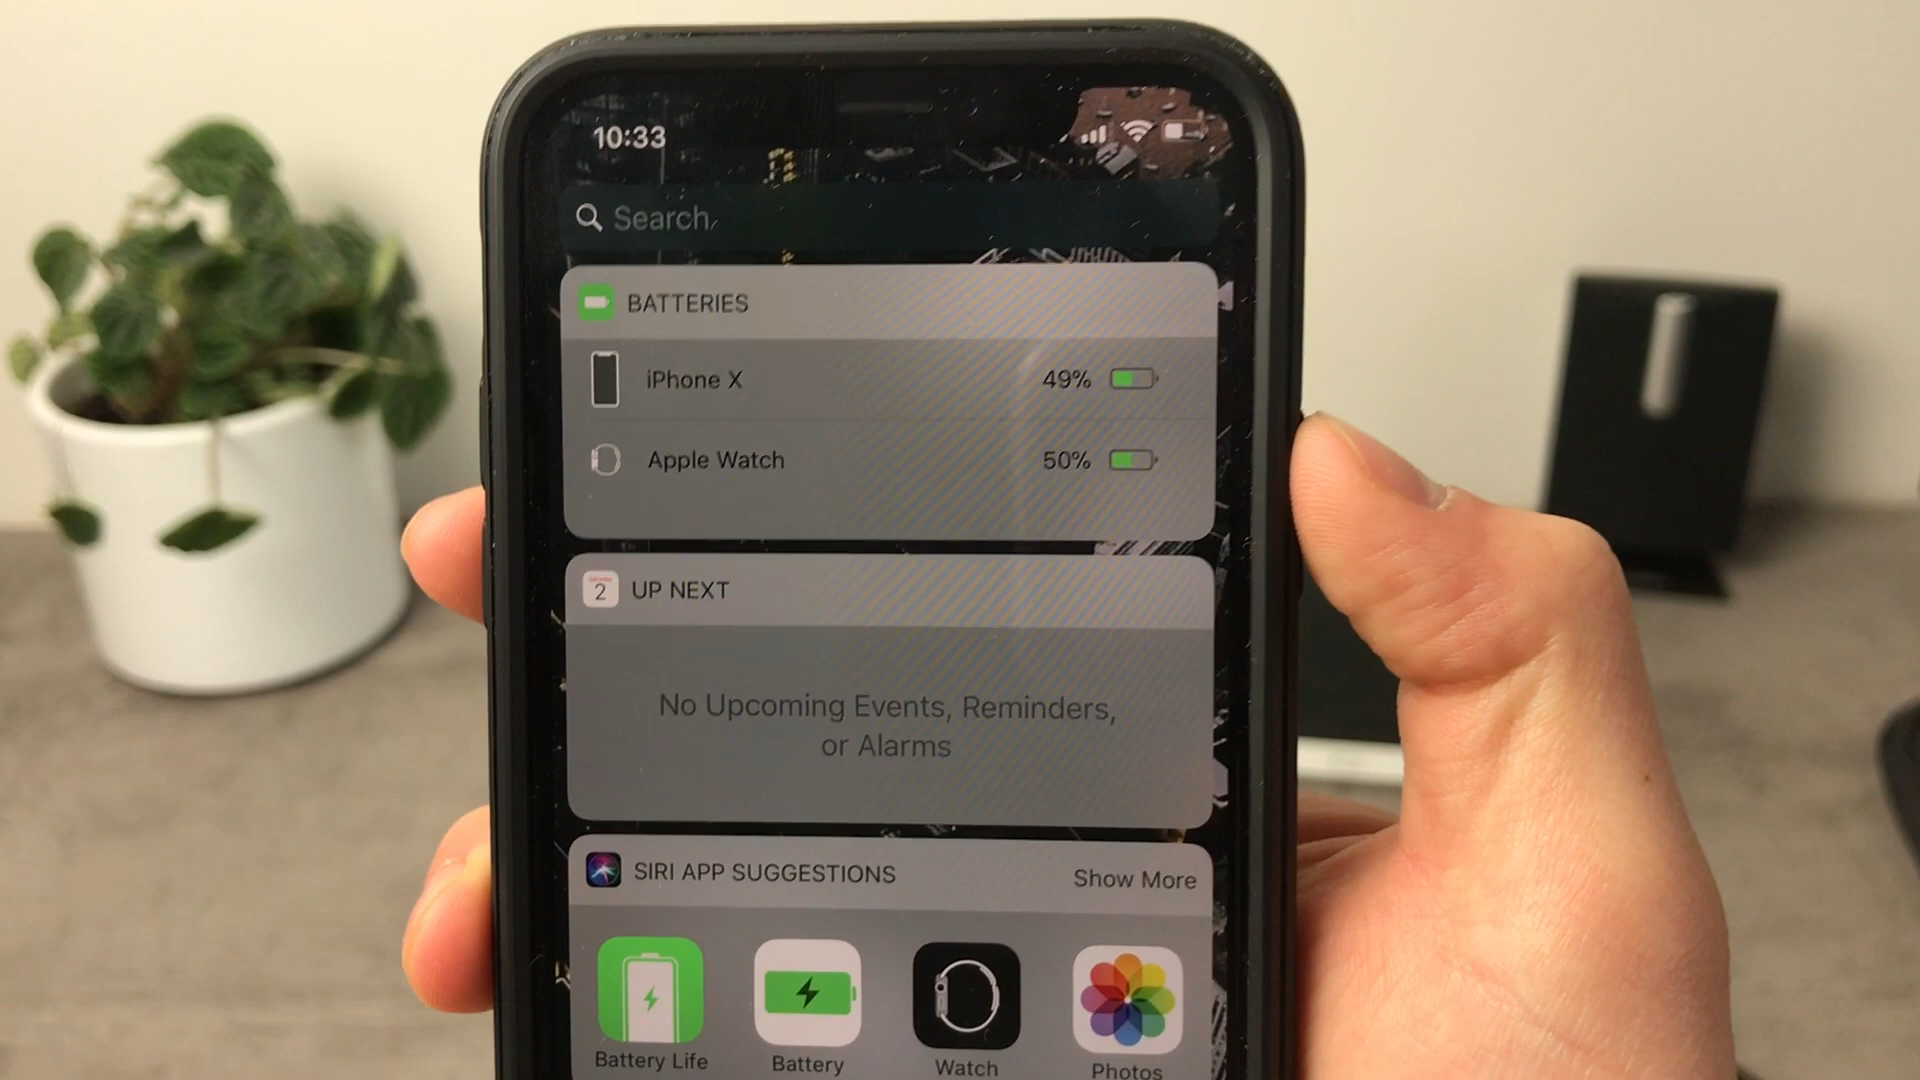 10:33
Search
BATTERIES
iPhone X 49%
Apple Watch 50%
2 UP NEXT
No Upcoming Events, Reminders,
or Alarms
SIRI APP SUGGESTIONS Show More
Battery Life Battery Watch Photos